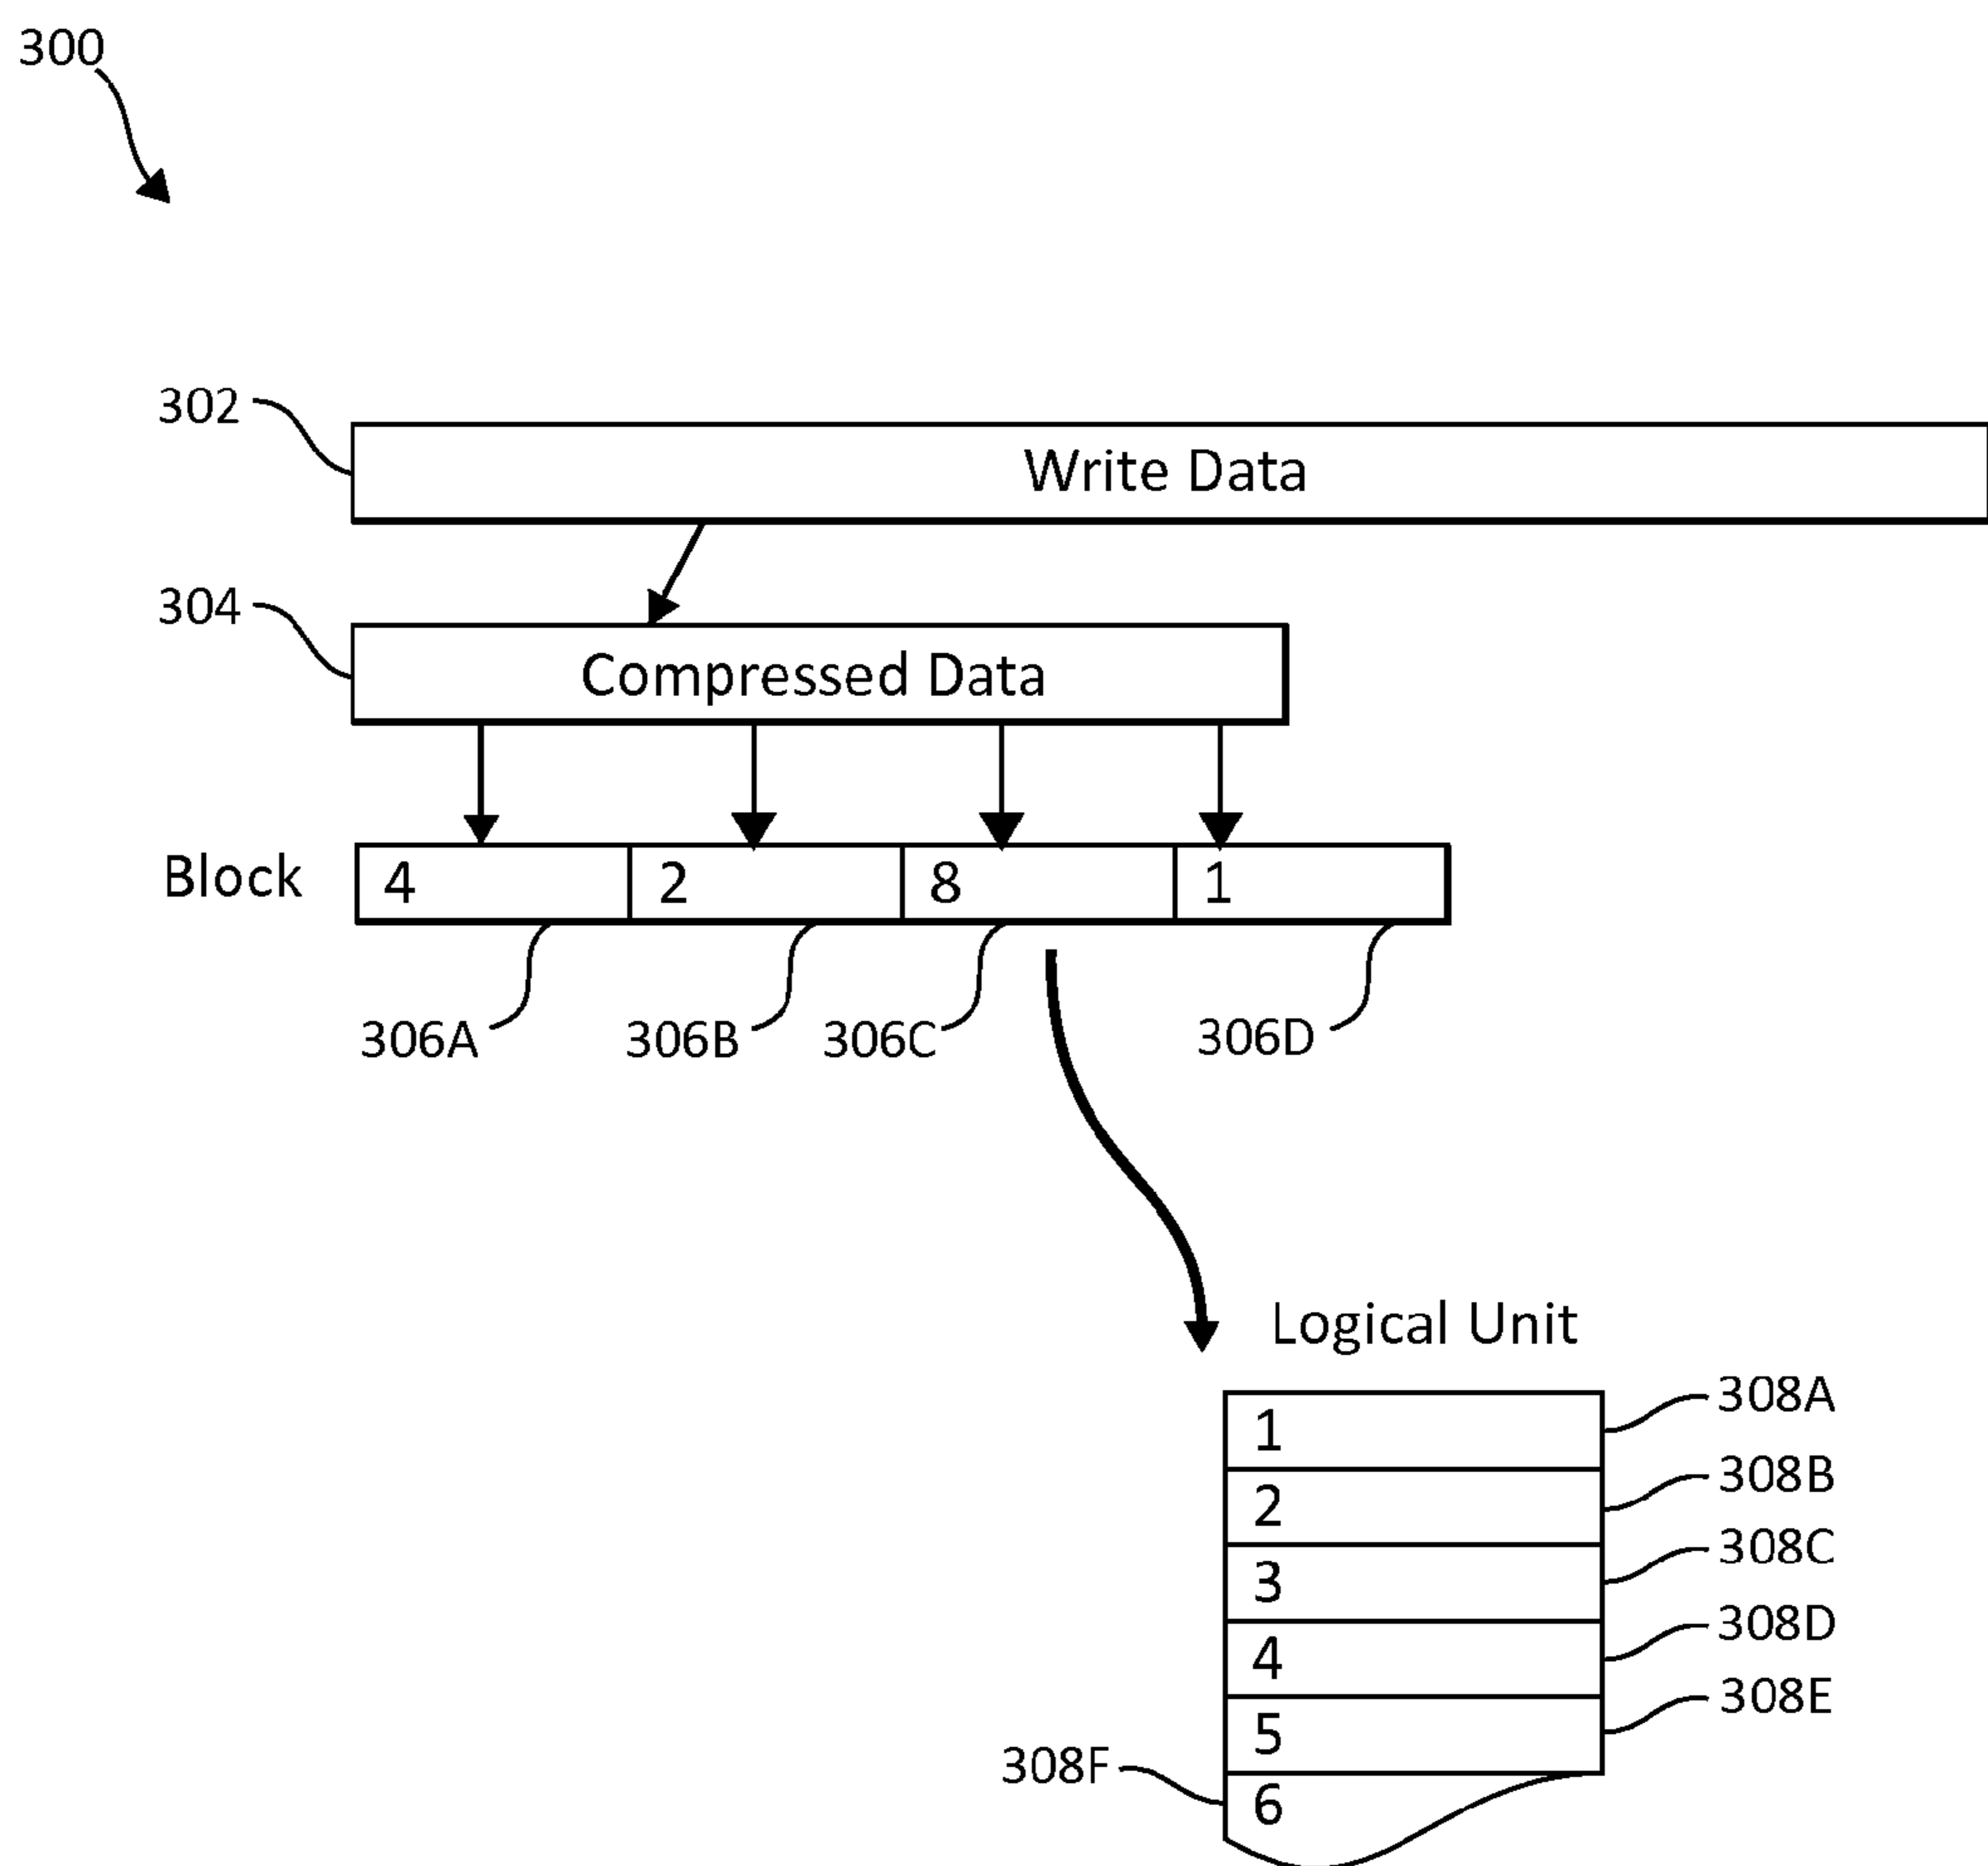 300
302
Write Data
304
Compressed Data
Block
4 2 8 1
306A 306B 306C 306D
Logical Unit
1 308A
2 308B
3 308C
4 308D
5 308E
308F 6